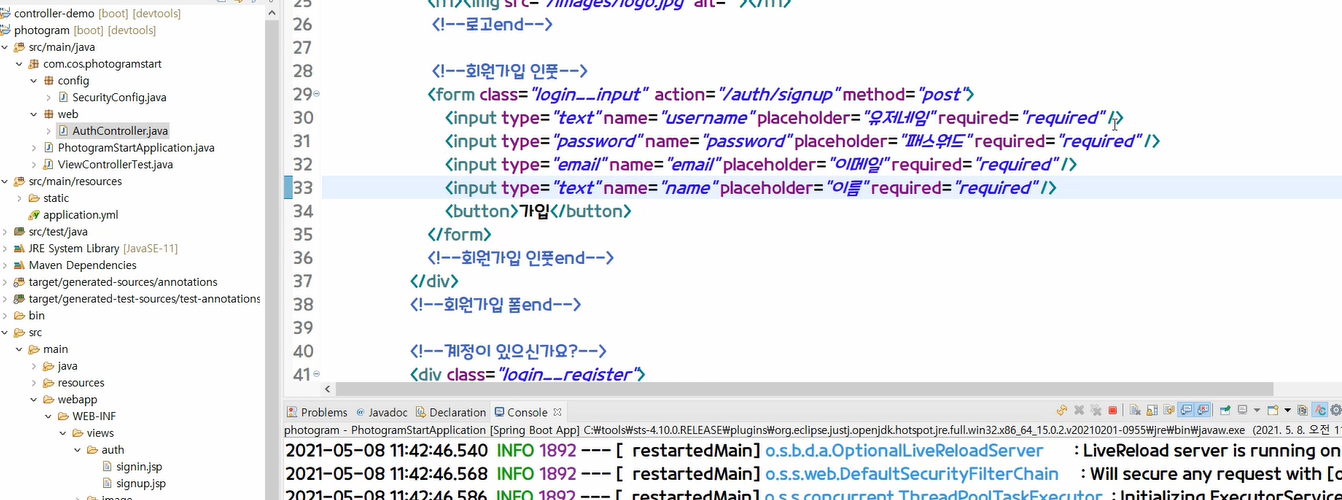 controller-demo [boot] [devtools]
photogram [boot] [devtools]
src/main/java
com.cos.photogramstart
config
SecurityConfig.java
web
AuthController.java
PhotogramStartApplication.java
ViewControllerTest.java
src/main/resources
static
application.yml
src/test/java
JRE System Library [JavaSE-11]
Maven Dependencies
target/generated-sources/annotations
target/generated-test-sources/test-annotations
bin
src
main
java
resources
webapp
WEB-INF
views
auth
signin.jsp
signup.jsp
image
25 <h1><img src="/images/logo.jpg" alt=""></h1>
26 <!--로고end-->
27
28 <!--회원가입 인풋-->
29 <form class="login__input" action="/auth/signup" method="post">
30 <input type="text" name="username" placeholder="유저네임" required="required" />
31 <input type="password" name="password" placeholder="패스워드" required="required" />
32 <input type="email" name="email" placeholder="이메일" required="required" />
33 <input type="text" name="name" placeholder="이름" required="required" />
34 <button>가입</button>
35 </form>
36 <!--회원가입 인풋end-->
37 </div>
38 <!--회원가입 폼end-->
39
40 <!--계정이 있으신가요?-->
41 <div class="login__register">
Problems Javadoc Declaration Console
photogram - PhotogramStartApplication [Spring Boot App] C:\tools\sts-4.10.0.RELEASE\plugins\org.eclipse.justj.openjdk.hotspot.jre.full.win32.x86_64_15.0.2.v20210201-0955\jre\bin\javaw.exe (2021. 5. 8. 오전 11
2021-05-08 11:42:46.540 INFO 1892 --- [ restartedMain] o.s.b.d.a.OptionalLiveReloadServer : LiveReload server is running on
2021-05-08 11:42:46.568 INFO 1892 --- [ restartedMain] o.s.s.web.DefaultSecurityFilterChain : Will secure any request with [o
2021-05-08 11:42:46.586 INFO 1892 --- [ restartedMain] o.s.s.concurrent.ThreadPoolTaskExecutor : Initializing ExecutorService